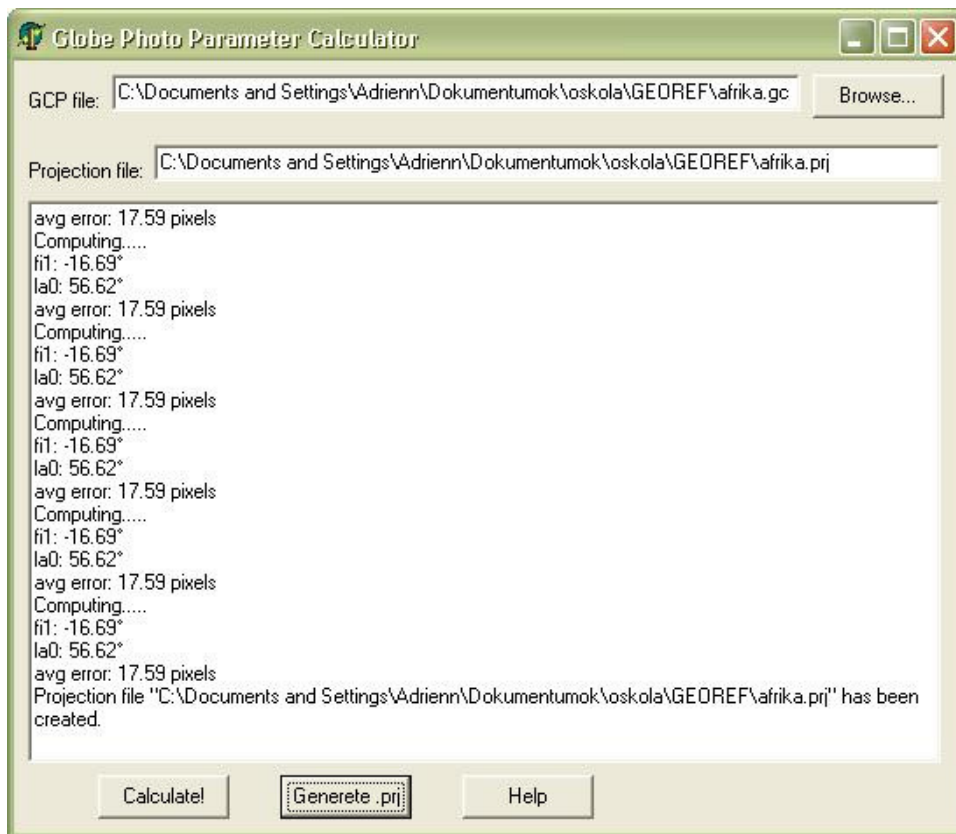 Globe Photo Parameter Calculator
GCP file: C:\Documents and Settings\Adrienn\Dokumentumok\oskola\GEOREF\afrika.gc Browse...
Projection file: C:\Documents and Settings\Adrienn\Dokumentumok\oskola\GEOREF\afrika.prj
avg error: 17.59 pixels
Computing.....
fi1: -16.69°
la0: 56.62°
avg error: 17.59 pixels
Computing.....
fi1: -16.69°
la0: 56.62°
avg error: 17.59 pixels
Computing.....
fi1: -16.69°
la0: 56.62°
avg error: 17.59 pixels
Computing.....
fi1: -16.69°
la0: 56.62°
avg error: 17.59 pixels
Computing.....
fi1: -16.69°
la0: 56.62°
avg error: 17.59 pixels
Projection file "C:\Documents and Settings\Adrienn\Dokumentumok\oskola\GEOREF\afrika.prj" has been
created.
Calculate! Generete .prj Help